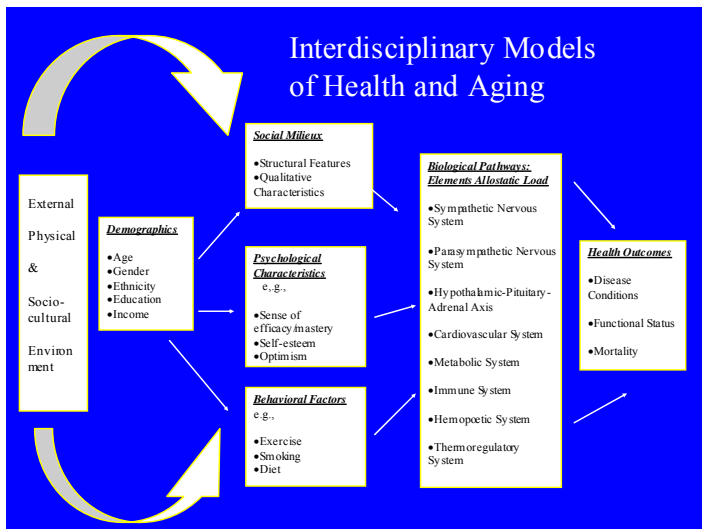 Interdisciplinary Models
of Health and Aging
External
Physical
&
Socio-
cultural
Environ
ment
Demographics
•Age
•Gender
•Ethnicity
•Education
•Income
Social Milieux
•Structural Features
•Qualitative
Characteristics
Psychological
Characteristics
e,.g.,
•Sense of
efficacy/mastery
•Self-esteem
•Optimism
Behavioral Factors
e.g.,
•Exercise
•Smoking
•Diet
Biological Pathways:
Elements Allostatic Load
•Sympathetic Nervous
System
•Parasympathetic Nervous
System
•Hypothalamic-Pituitary-
Adrenal Axis
•Cardiovascular System
•Metabolic System
•Immune System
•Hemopoetic System
•Thermoregulatory
System
Health Outcomes
•Disease
Conditions
•Functional Status
•Mortality